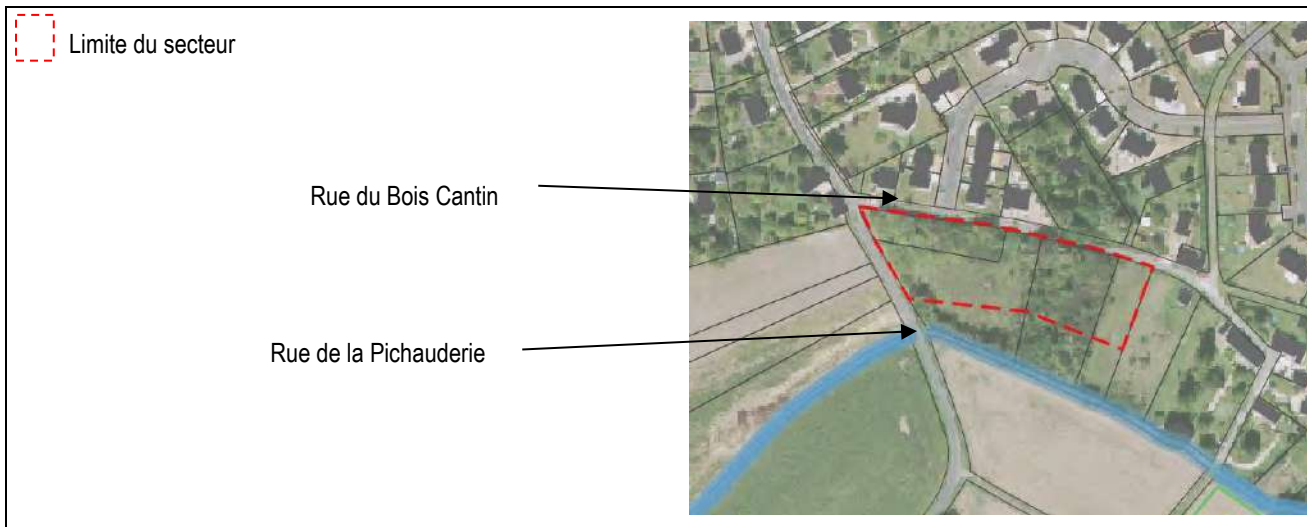 Limite du secteur
Rue du Bois Cantin
Rue de la Pichauderie